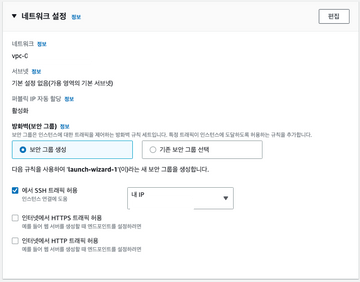 ▼ 네트워크 설정 정보
편집
네트워크 정보
vpc-0
서브넷 정보
기본 설정 없음(가용 영역의 기본 서브넷)
퍼블릭 IP 자동 할당 정보
활성화
방화벽(보안 그룹) 정보
보안 그룹은 인스턴스에 대한 트래픽을 제어하는 방화벽 규칙 세트입니다. 특정 트래픽이 인스턴스에 도달하도록 허용하는 규칙을 추가합니다.
보안 그룹 생성
기존 보안 그룹 선택
다음 규칙을 사용하여 'launch-wizard-1'(이)라는 새 보안 그룹을 생성합니다.
에서 SSH 트래픽 허용
인스턴스 연결에 도움
내 IP
인터넷에서 HTTPS 트래픽 허용
예를 들어 웹 서버를 생성할 때 엔드포인트를 설정하려면
인터넷에서 HTTP 트래픽 허용
예를 들어 웹 서버를 생성할 때 엔드포인트를 설정하려면